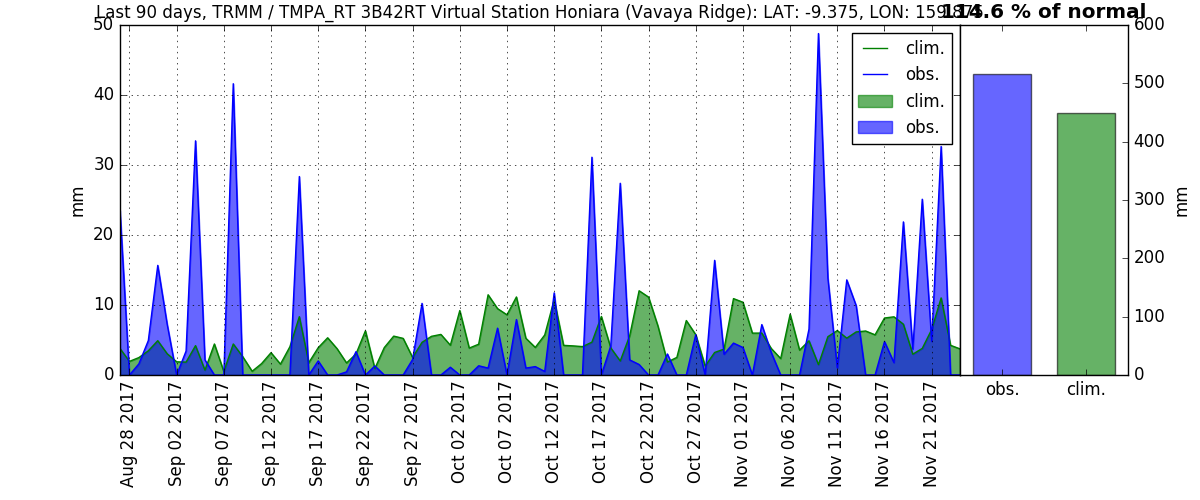 Last 90 days, TRMM / TMPA_RT 3B42RT Virtual Station Honiara (Vavaya Ridge): LAT: -9.375, LON:
114.6 % of normal
50
40
30
20
10
0
mm
clim.
obs.
clim.
obs.
600
500
400
300
200
100
0
mm
obs.
clim.
Aug 28 2017
Sep 02 2017
Sep 07 2017
Sep 12 2017
Sep 17 2017
Sep 22 2017
Sep 27 2017
Oct 02 2017
Oct 07 2017
Oct 12 2017
Oct 17 2017
Oct 22 2017
Oct 27 2017
Nov 01 2017
Nov 06 2017
Nov 11 2017
Nov 16 2017
Nov 21 2017